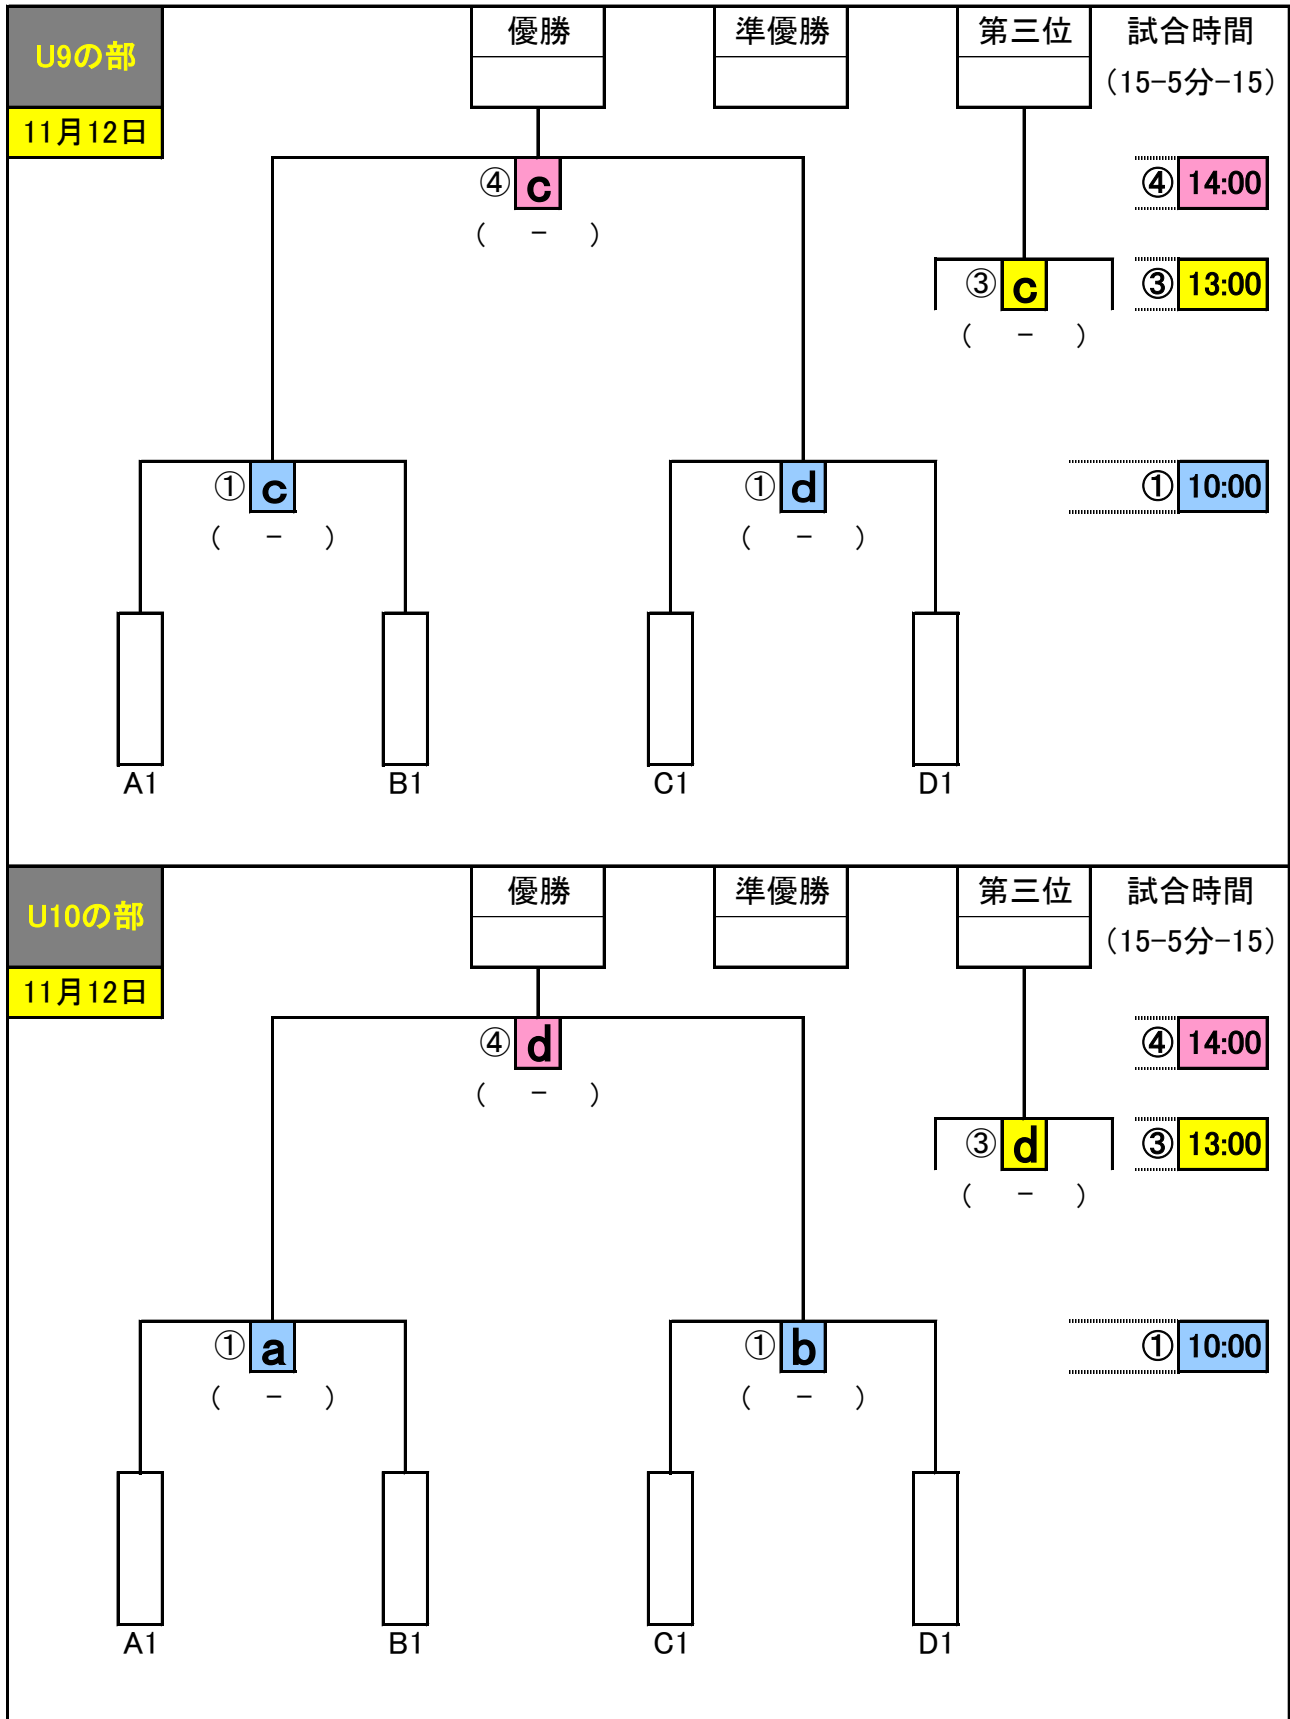 U9の部
優勝
準優勝
第三位
試合時間
(15-5分-15)
11月12日
④ c
④ 14:00
( - )
③ c
③ 13:00
( - )
① c
① d
① 10:00
( - )
( - )
A1
B1
C1
D1
U10の部
優勝
準優勝
第三位
試合時間
(15-5分-15)
11月12日
④ d
④ 14:00
( - )
③ d
③ 13:00
( - )
① a
① b
① 10:00
( - )
( - )
A1
B1
C1
D1